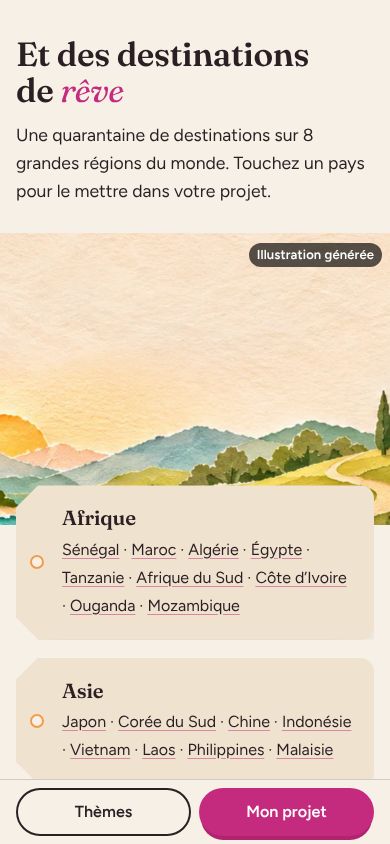 Et des destinations
de rêve
Une quarantaine de destinations sur 8
grandes régions du monde. Touchez un pays
pour le mettre dans votre projet.
Illustration générée
Afrique
Sénégal · Maroc · Algérie · Égypte ·
Tanzanie · Afrique du Sud · Côte d’Ivoire
· Ouganda · Mozambique
Asie
Japon · Corée du Sud · Chine · Indonésie
· Vietnam · Laos · Philippines · Malaisie
Thèmes
Mon projet